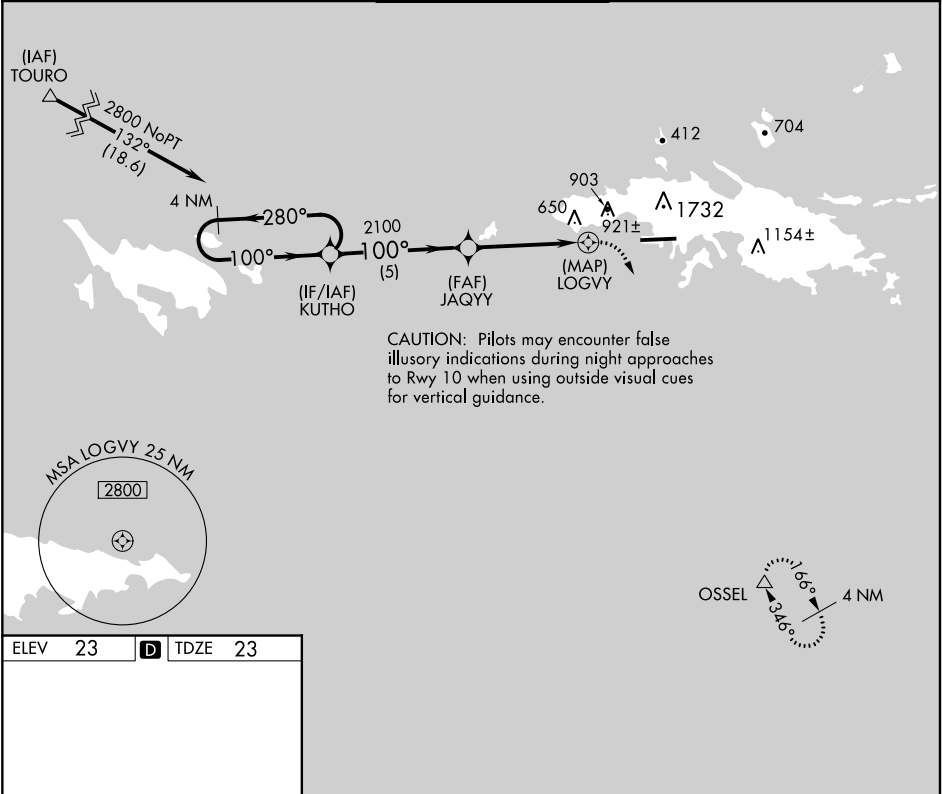 (IAF)
TOURO
2800 NoPT
132°
(18.6)
4 NM
280°
100°
2100
100°
(5)
(IF/IAF)
KUTHO
(FAF)
JAQYY
(MAP)
LOGVY
412
704
903
650
921±
1732
1154±
CAUTION: Pilots may encounter false
illusory indications during night approaches
to Rwy 10 when using outside visual cues
for vertical guidance.
MSA LOGVY 25 NM
2800
OSSEL
166°
346°
4 NM
ELEV 23 D TDZE 23